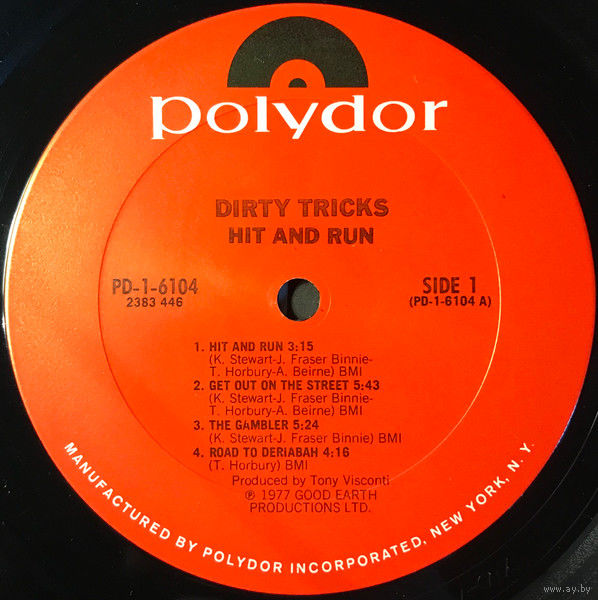 polydor
DIRTY TRICKS
HIT AND RUN
PD-1-6104
2383 446
SIDE 1
(PD-1-6104 A)
1. HIT AND RUN 3:15
(K. Stewart-J. Fraser Binnie-
T. Horbury-A. Beirne) BMI
2. GET OUT ON THE STREET 5:43
(K. Stewart-J. Fraser Binnie-
T. Horbury-A. Beirne) BMI
3. THE GAMBLER 5:24
(K. Stewart-J. Fraser Binnie) BMI
4. ROAD TO DERIABAH 4:16
(T. Horbury) BMI
Produced by Tony Visconti
℗ 1977 GOOD EARTH
PRODUCTIONS LTD.
MANUFACTURED BY POLYDOR INCORPORATED, NEW YORK, N. Y.
www.ay.by